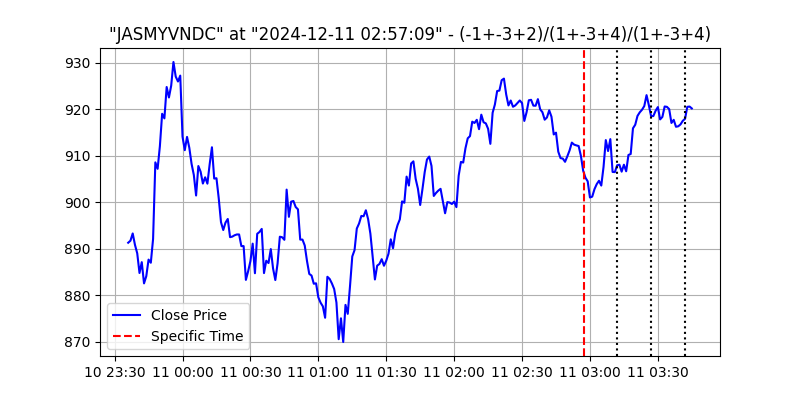 "JASMYVNDC" at "2024-12-11 02:57:09" - (-1+-3+2)/(1+-3+4)/(1+-3+4)
930
920
910
900
890
880
870
Close Price
Specific Time
10 23:30 11 00:00 11 00:30 11 01:00 11 01:30 11 02:00 11 02:30 11 03:00 11 03:30